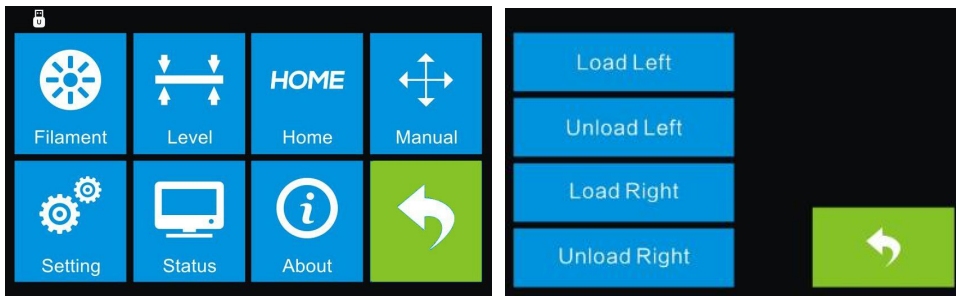 U
HOME
Filament Level Home Manual
i
Setting Status About
Load Left
Unload Left
Load Right
Unload Right